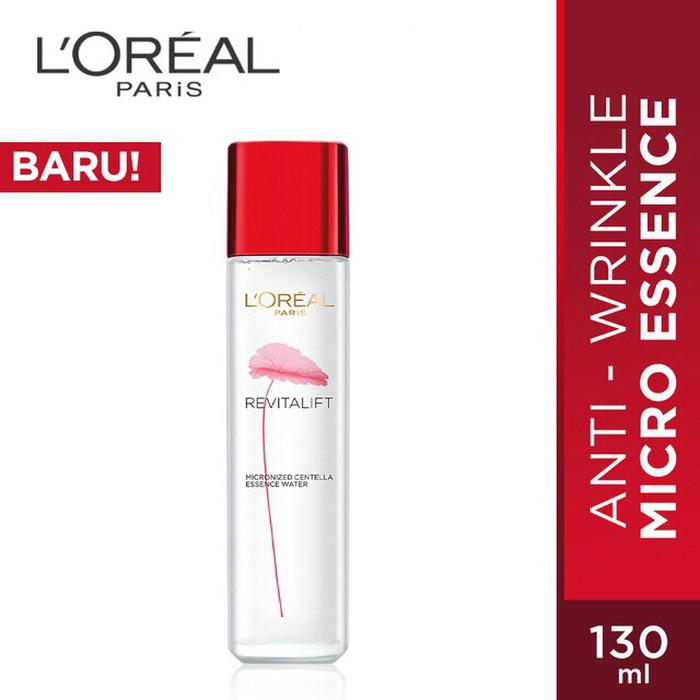 L'ORÉAL
PARiS
BARU!
L'ORÉAL
PARIS
REVITALIFT
MICRONIZED CENTELLA
ESSENCE WATER
ANTI - WRINKLE
MICRO ESSENCE
130
ml